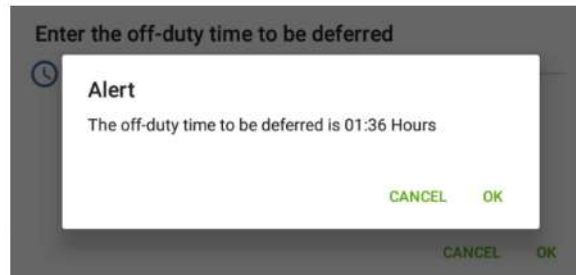 Enter the off-duty time to be deferred
Alert
The off-duty time to be deferred is 01:36 Hours
CANCEL OK
CANCEL OK